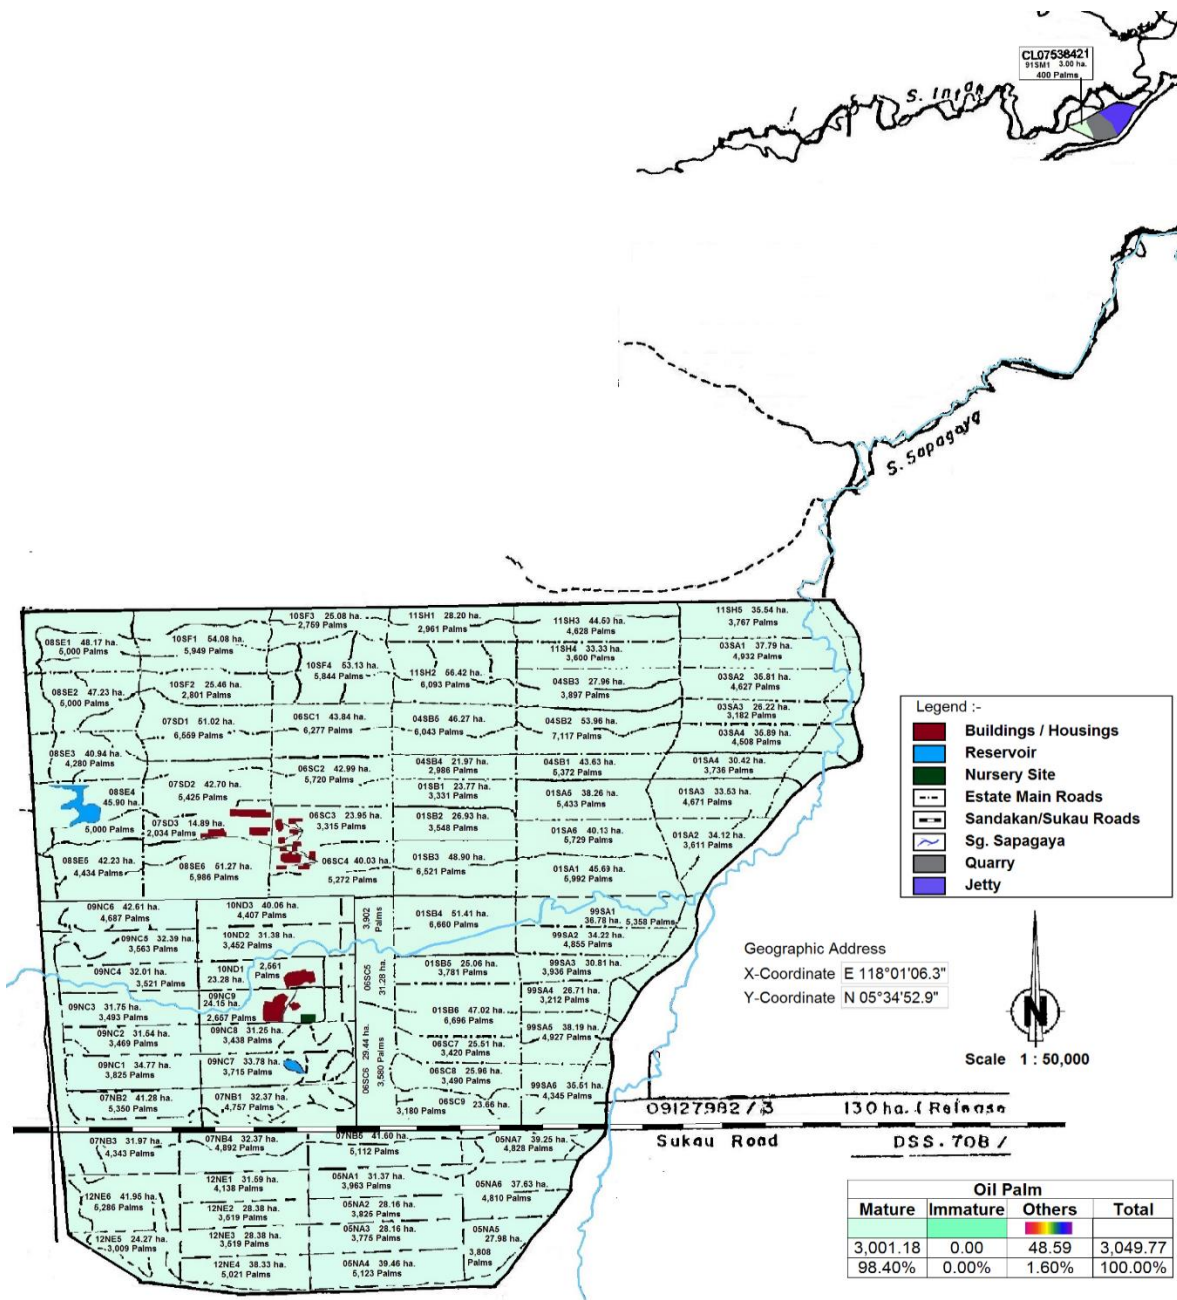 CL07538421
91SM1 3.00 ha.
400 Palms
S. Intan
S. Sapagaya
10SF3 25.08 ha.
2,759 Palms
11SH1 28.20 ha.
2,961 Palms
11SH3 44.50 ha.
4,628 Palms
11SH5 35.54 ha.
3,767 Palms
08SE1 48.17 ha.
5,000 Palms
10SF1 54.08 ha.
5,949 Palms
11SH4 33.33 ha.
3,600 Palms
03SA1 37.79 ha.
4,932 Palms
10SF4 53.13 ha.
5,844 Palms
11SH2 56.42 ha.
6,093 Palms
04SB3 27.96 ha.
3,897 Palms
03SA2 35.81 ha.
4,627 Palms
08SE2 47.23 ha.
5,000 Palms
10SF2 25.46 ha.
2,801 Palms
03SA3 26.22 ha.
3,182 Palms
07SD1 51.02 ha.
6,559 Palms
06SC1 43.84 ha.
6,277 Palms
04SB5 46.27 ha.
6,043 Palms
04SB2 53.96 ha.
7,117 Palms
03SA4 35.89 ha.
4,508 Palms
08SE3 40.94 ha.
4,280 Palms
06SC2 42.99 ha.
5,720 Palms
04SB4 21.97 ha.
2,986 Palms
04SB1 43.63 ha.
5,372 Palms
01SA4 30.42 ha.
3,736 Palms
08SE4
45.90 ha.
5,000 Palms
07SD2 42.70 ha.
5,425 Palms
01SB1 23.77 ha.
3,331 Palms
01SA5 38.26 ha.
5,433 Palms
01SA3 33.53 ha.
4,671 Palms
07SD3 14.89 ha.
2,034 Palms
06SC3 23.95 ha.
3,315 Palms
01SB2 26.93 ha.
3,548 Palms
01SA6 40.13 ha.
5,729 Palms
01SA2 34.12 ha.
3,611 Palms
08SE5 42.23 ha.
4,434 Palms
08SE6 51.27 ha.
5,986 Palms
06SC4 40.03 ha.
5,272 Palms
01SB3 48.90 ha.
6,521 Palms
01SA1 45.69 ha.
5,992 Palms
09NC6 42.61 ha.
4,687 Palms
10ND3 40.06 ha.
4,407 Palms
3,902
Palms
01SB4 51.41 ha.
6,660 Palms
99SA1
36.78 ha. 5,358 Palms
09NC5 32.39 ha.
3,563 Palms
10ND2 31.38 ha.
3,452 Palms
99SA2 34.22 ha.
4,855 Palms
09NC4 32.01 ha.
3,521 Palms
10ND1
23.28 ha.
2,561
Palms
06SC5
31.28 ha.
01SB5 25.06 ha.
3,781 Palms
99SA3 30.81 ha.
3,936 Palms
09NC3 31.75 ha.
3,493 Palms
09NC9
24.15 ha.
2,657 Palms
99SA4 26.71 ha.
3,212 Palms
01SB6 47.02 ha.
6,696 Palms
99SA5 38.19 ha.
4,927 Palms
09NC2 31.54 ha.
3,469 Palms
09NC8 31.25 ha.
3,438 Palms
06SC6 29.44 ha.
3,580 Palms
06SC7 25.51 ha.
3,420 Palms
09NC1 34.77 ha.
3,825 Palms
09NC7 33.78 ha.
3,715 Palms
06SC8 25.96 ha.
3,490 Palms
99SA6 35.51 ha.
4,345 Palms
07NB2 41.28 ha.
5,350 Palms
07NB1 32.37 ha.
4,757 Palms
06SC9 23.66 ha.
3,180 Palms
07NB3 31.97 ha.
4,343 Palms
07NB4 32.37 ha.
4,892 Palms
07NB5 41.60 ha.
5,112 Palms
05NA7 39.25 ha.
4,828 Palms
12NE1 31.59 ha.
4,138 Palms
05NA1 31.37 ha.
3,963 Palms
05NA6 37.63 ha.
4,810 Palms
12NE6 41.95 ha.
5,286 Palms
12NE2 28.38 ha.
3,519 Palms
05NA2 28.16 ha.
3,825 Palms
12NE5 24.27 ha.
3,009 Palms
12NE3 28.38 ha.
3,519 Palms
05NA3 28.16 ha.
3,775 Palms
05NA5
27.98 ha.
3,808
Palms
12NE4 38.33 ha.
5,021 Palms
05NA4 39.46 ha.
5,123 Palms
Legend :-
Buildings / Housings
Reservoir
Nursery Site
Estate Main Roads
Sandakan/Sukau Roads
Sg. Sapagaya
Quarry
Jetty
Geographic Address
X-Coordinate E 118°01'06.3"
Y-Coordinate N 05°34'52.9"
N
Scale 1 : 50,000
09127982/3 130 ha. (Release
Sukau Road DSS. 70B /
Oil Palm
Mature Immature Others Total
3,001.18 0.00 48.59 3,049.77
98.40% 0.00% 1.60% 100.00%